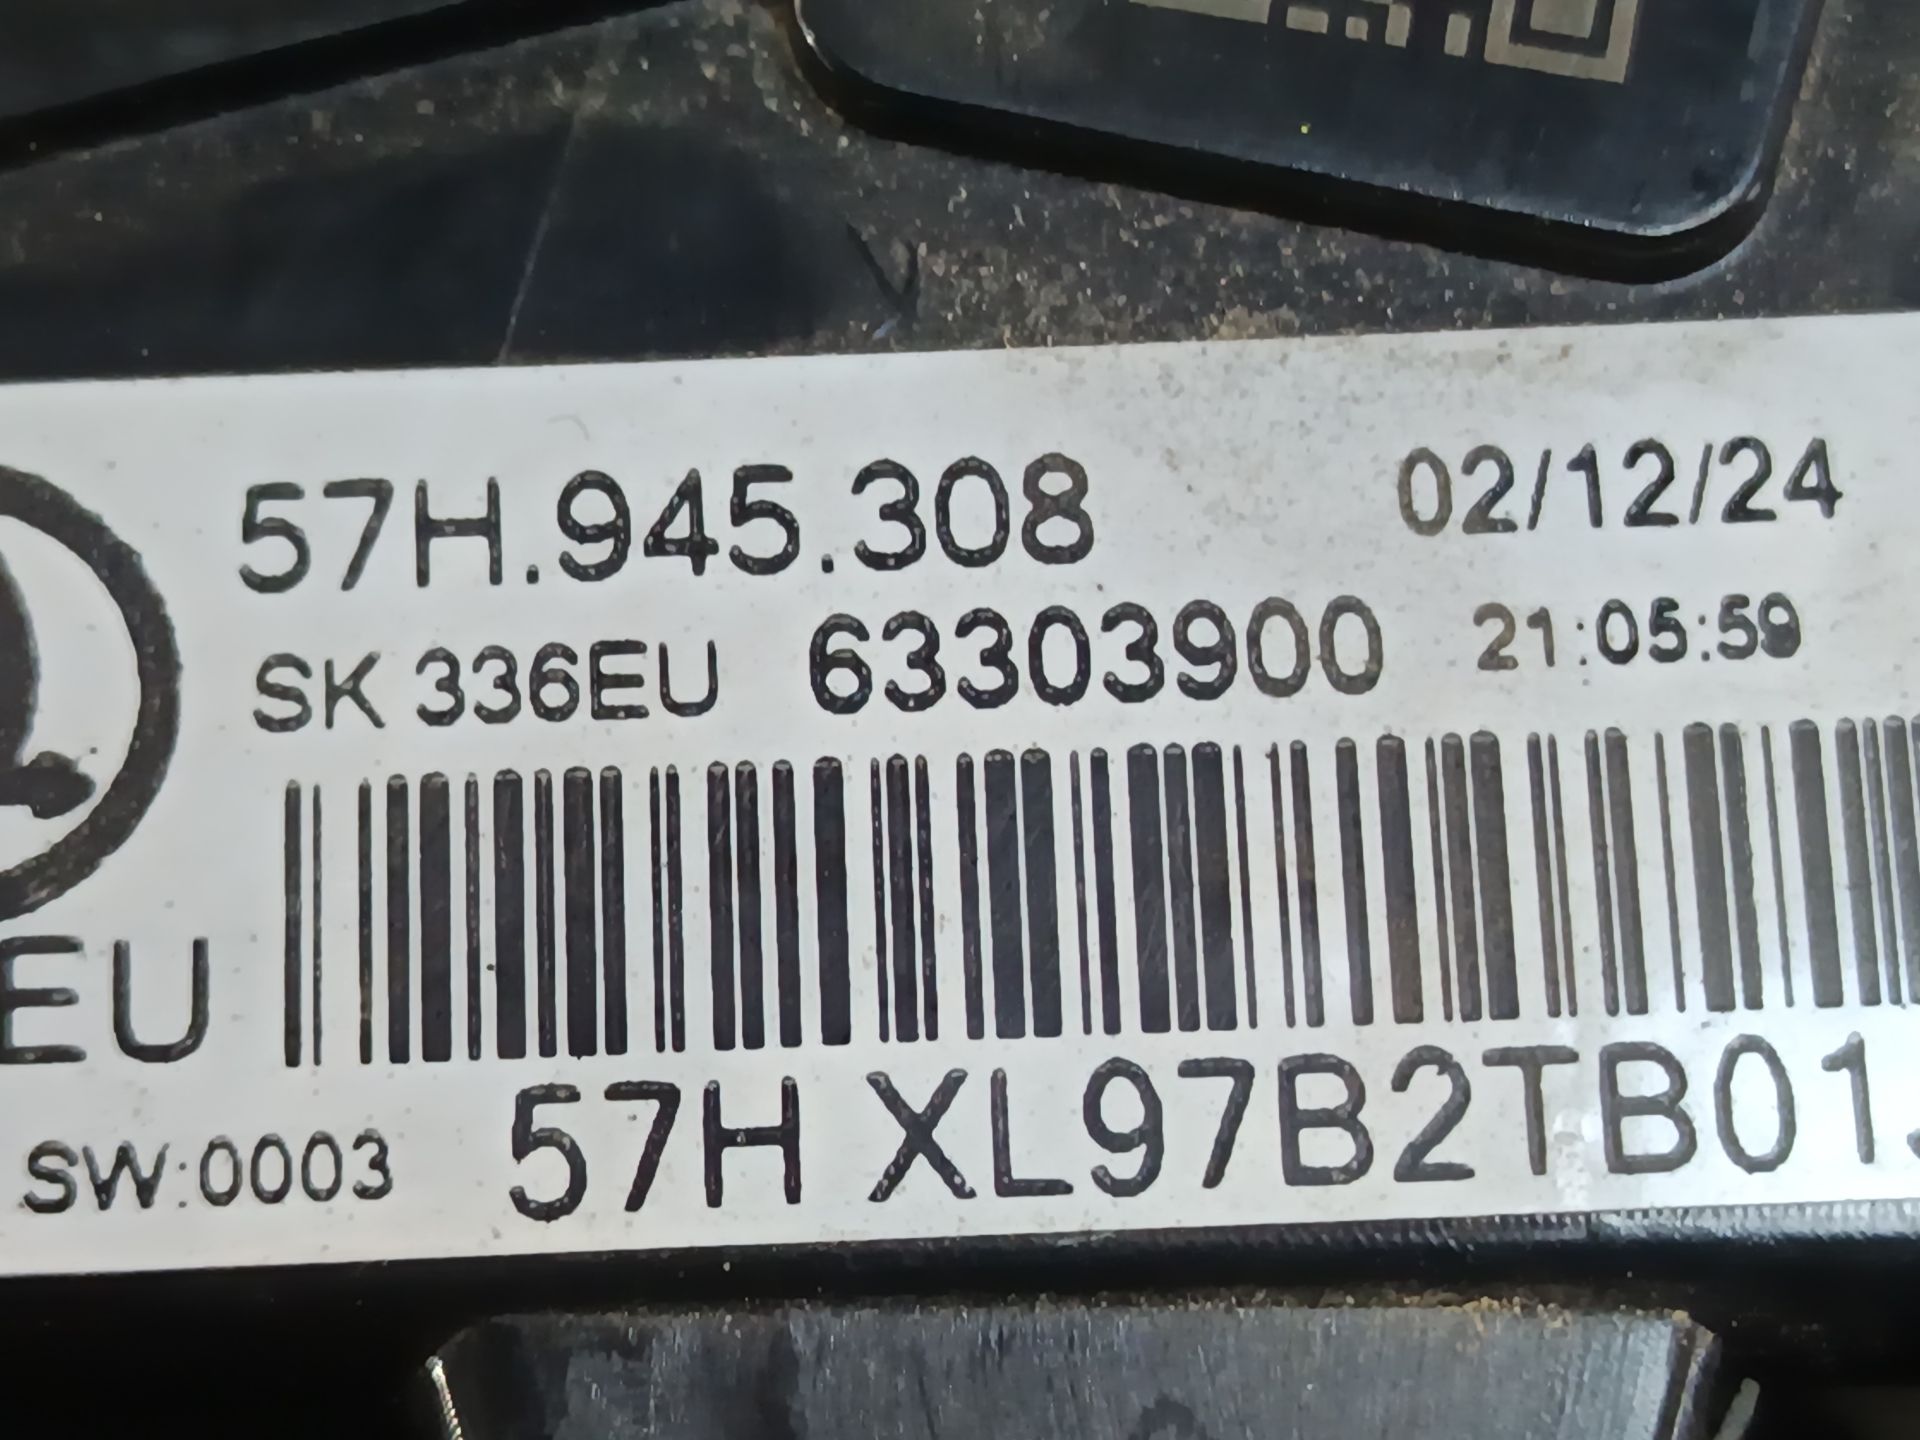 57H.945.308 02/12/24
SK 336EU 63303900 21:05:59
EU
SW:0003 57H XL97B2TB01